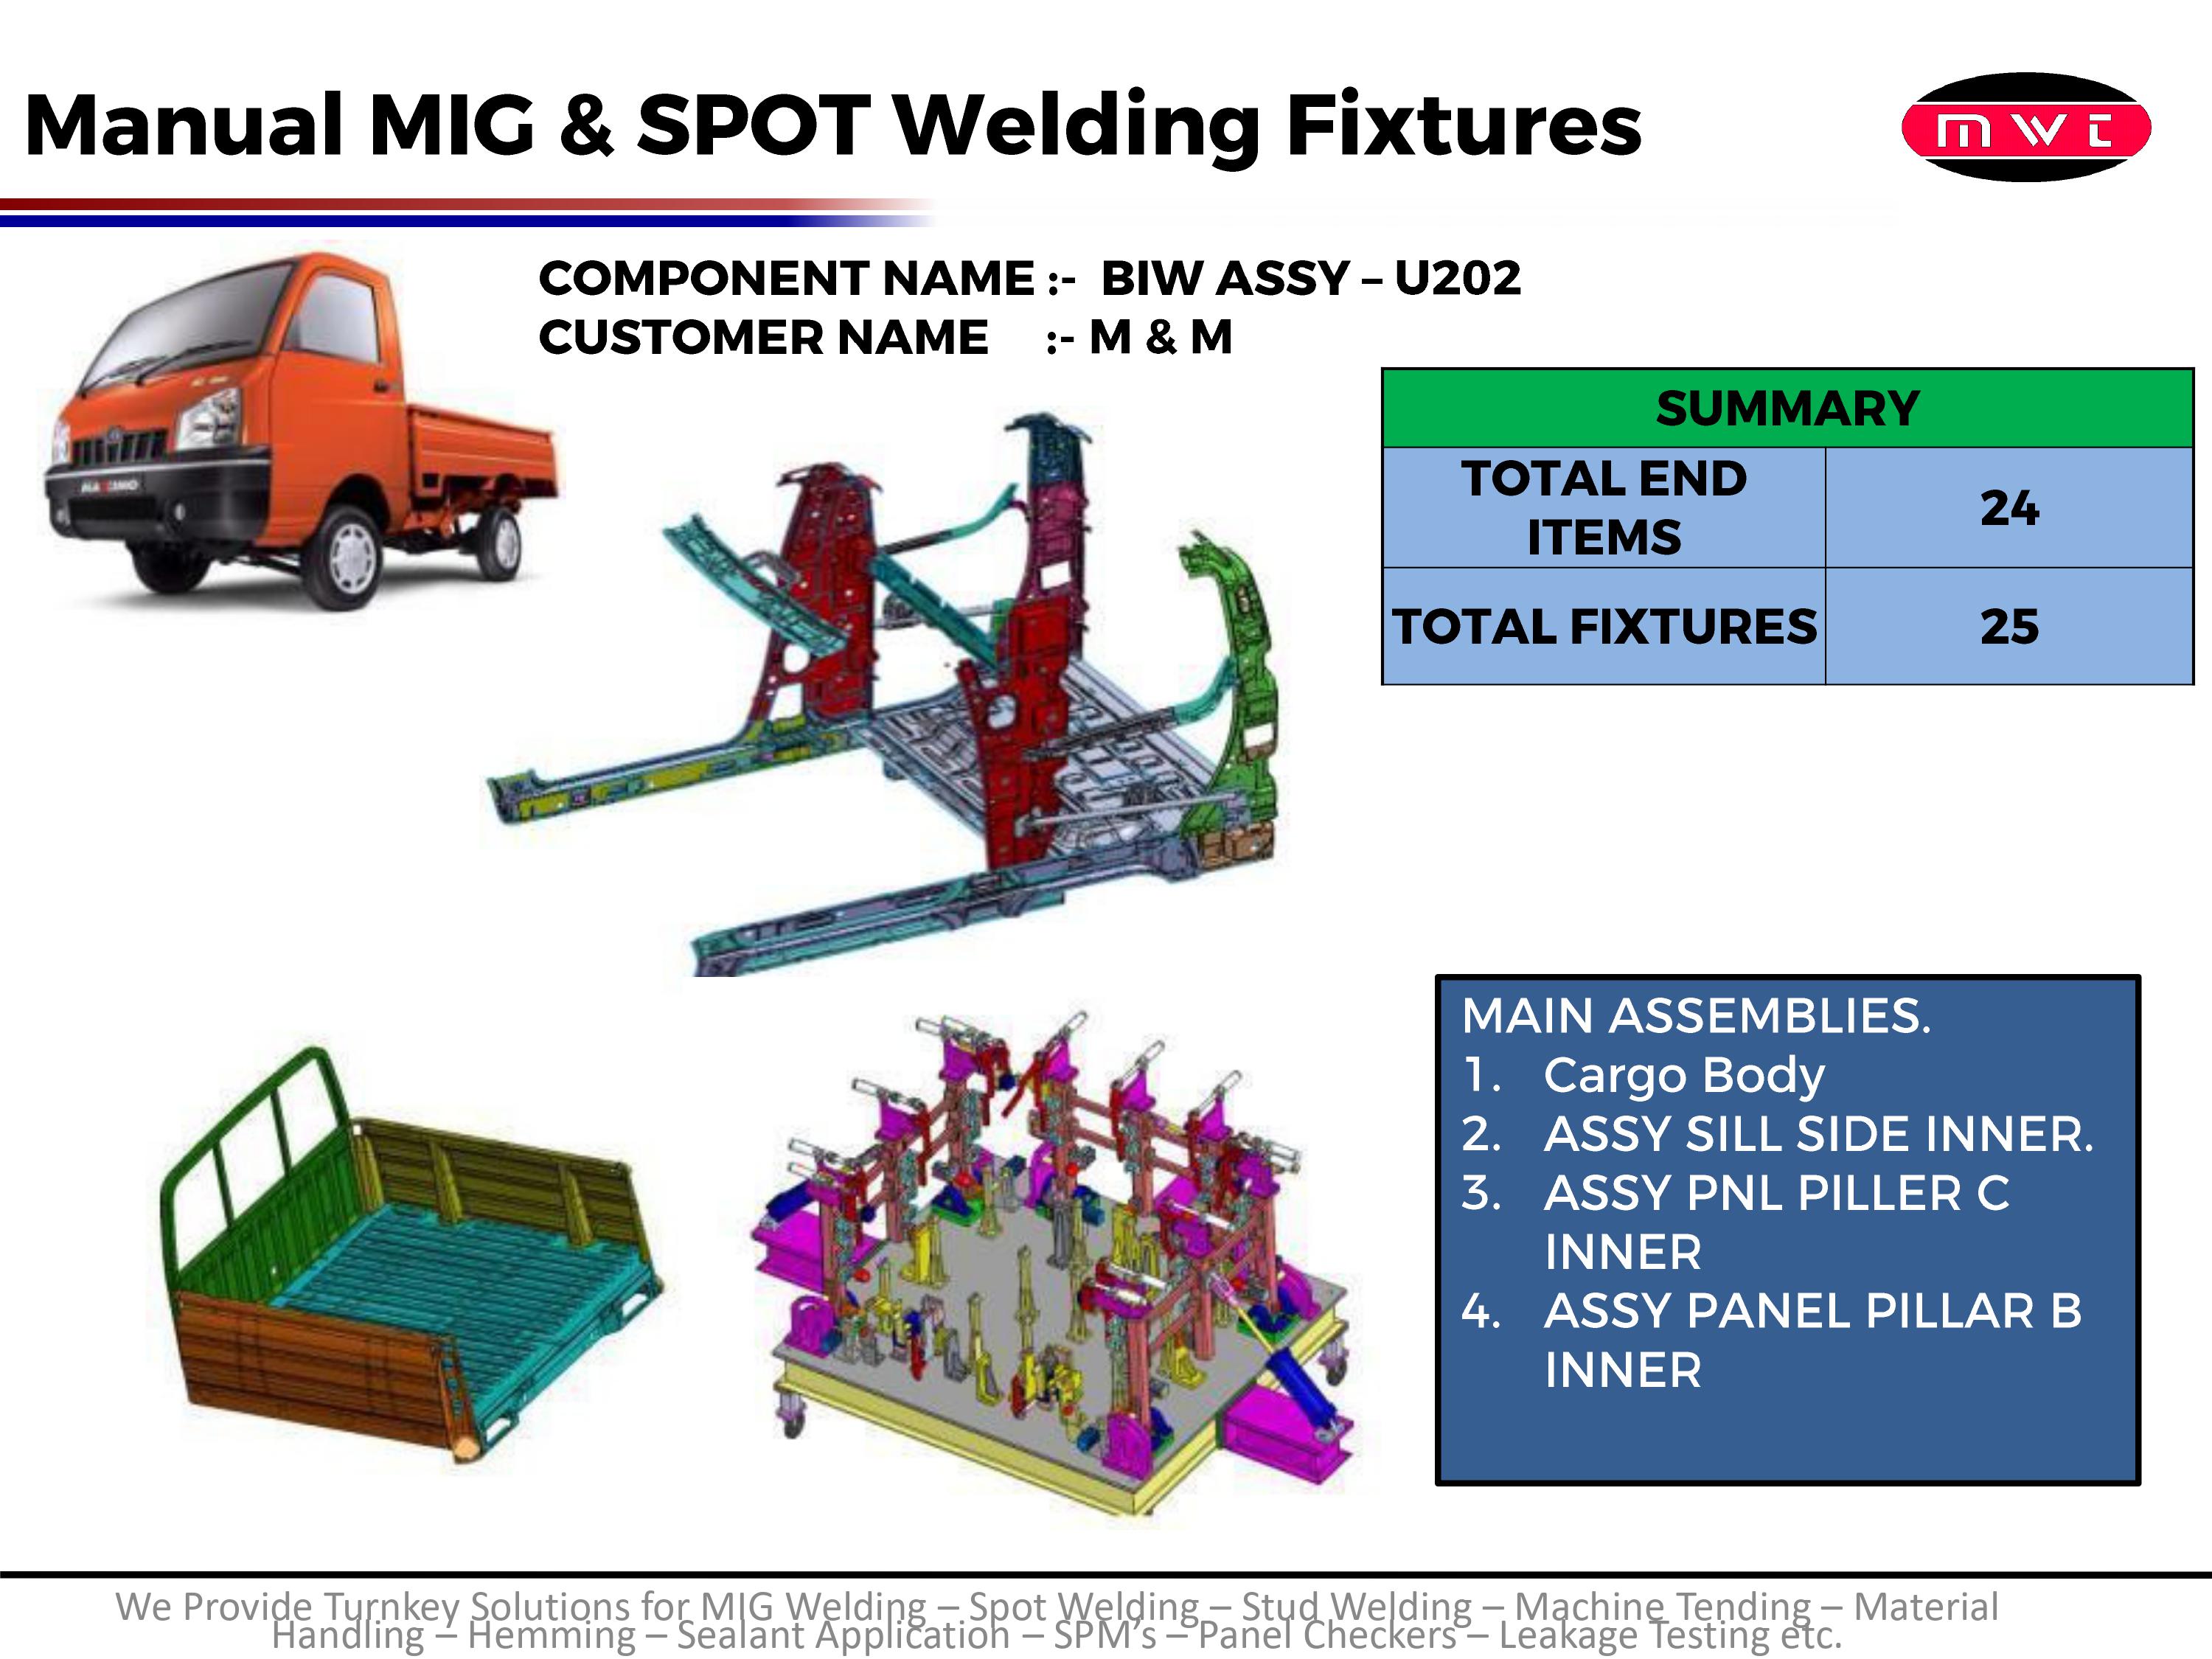 Manual MIG & SPOT Welding Fixtures
mwt
COMPONENT NAME :- BIW ASSY – U202
CUSTOMER NAME :- M & M
MAXXIMO
SUMMARY
TOTAL END
ITEMS
24
TOTAL FIXTURES
25
MAIN ASSEMBLIES.
1. Cargo Body
2. ASSY SILL SIDE INNER.
3. ASSY PNL PILLER C
INNER
4. ASSY PANEL PILLAR B
INNER
We Provide Turnkey Solutions for MIG Welding – Spot Welding – Stud Welding – Machine Tending – Material
Handling – Hemming – Sealant Application – SPM's – Panel Checkers – Leakage Testing etc.